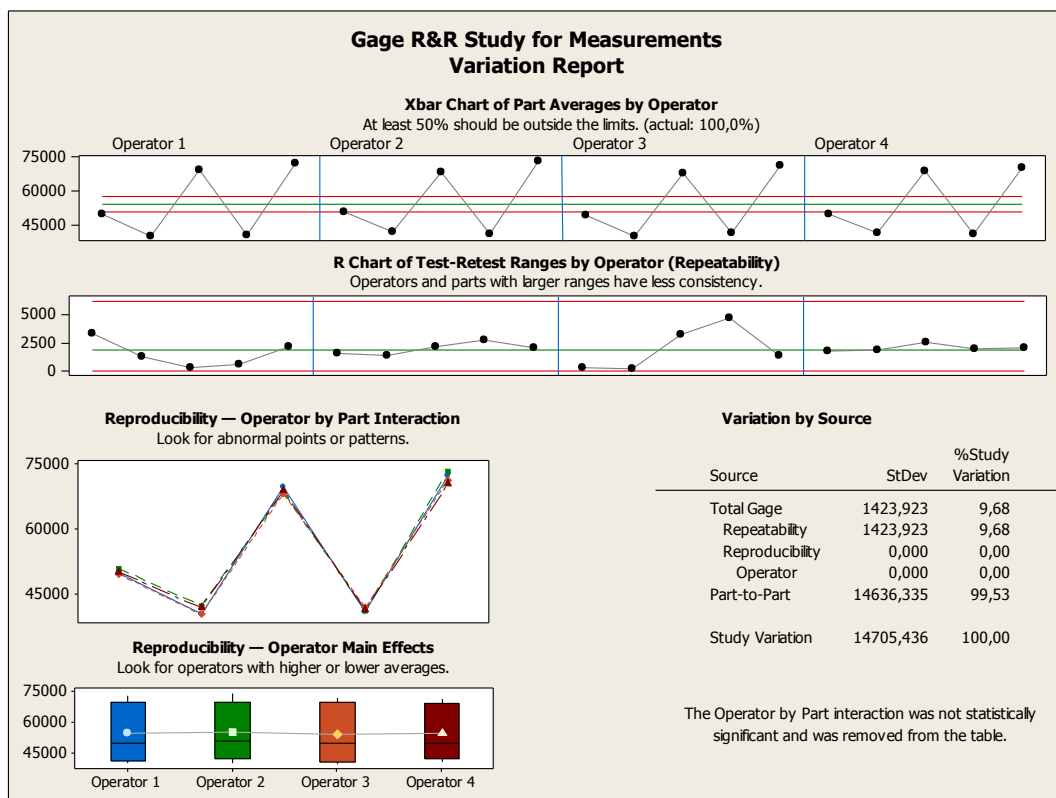 Gage R&R Study for Measurements
Variation Report
Xbar Chart of Part Averages by Operator
At least 50% should be outside the limits. (actual: 100,0%)
Operator 1 Operator 2 Operator 3 Operator 4
75000
60000
45000
R Chart of Test-Retest Ranges by Operator (Repeatability)
Operators and parts with larger ranges have less consistency.
5000
2500
0
Reproducibility — Operator by Part Interaction
Look for abnormal points or patterns.
75000
60000
45000
Reproducibility — Operator Main Effects
Look for operators with higher or lower averages.
75000
60000
45000
Operator 1 Operator 2 Operator 3 Operator 4
Variation by Source
%Study
Source StDev Variation
Total Gage 1423,923 9,68
Repeatability 1423,923 9,68
Reproducibility 0,000 0,00
Operator 0,000 0,00
Part-to-Part 14636,335 99,53
Study Variation 14705,436 100,00
The Operator by Part interaction was not statistically
significant and was removed from the table.